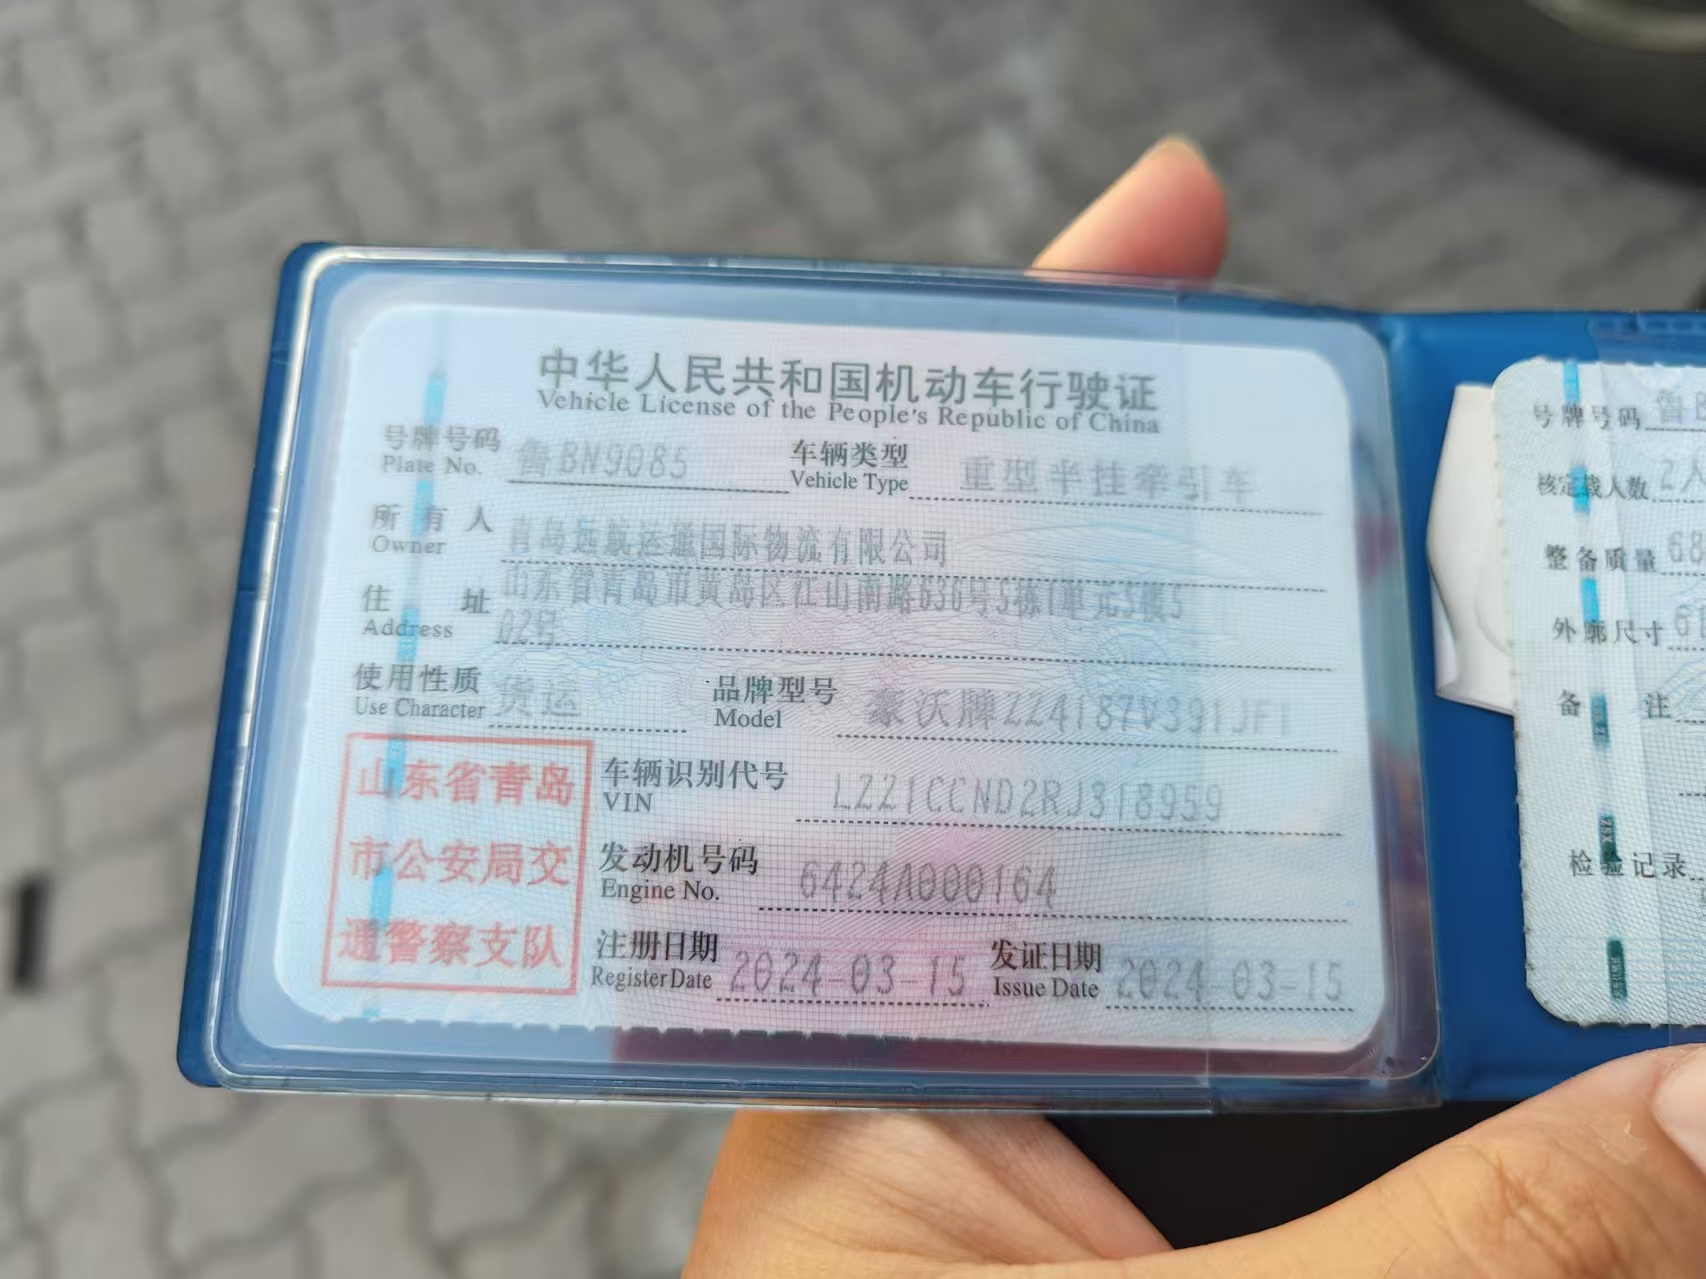 中华人民共和国机动车行驶证
Vehicle License of the People's Republic of China
号牌号码 鲁BN9085 车辆类型 重型半挂牵引车
Plate No. Vehicle Type
所有人 青岛远航运通国际物流有限公司
Owner
住址 山东省青岛市黄岛区江山南路636号5栋1单元5楼5
Address 02号
使用性质 货运 品牌型号 豪沃牌ZZ4187V391JF1
Use Character Model
山东省青岛
市公安局交
通警察支队
车辆识别代号 LZZ1CCND2RJ318959
VIN
发动机号码 6424A000164
Engine No.
注册日期 2024-03-15 发证日期 2024-03-15
Register Date Issue Date
号牌号码 鲁
核定载人数 2人
整备质量 68
外廓尺寸 61
备注
检验记录